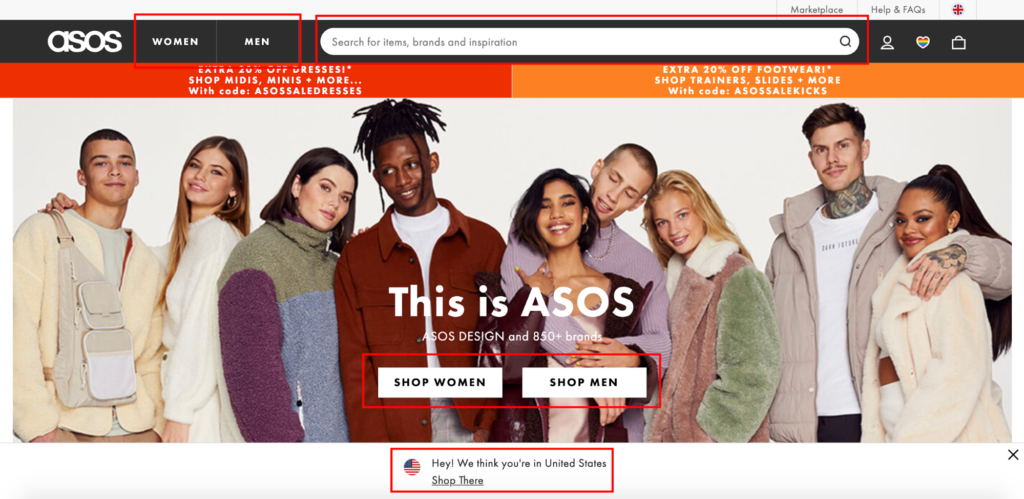 Marketplace
Help & FAQs
asos
WOMEN
MEN
Search for items, brands and inspiration
EXTRA 20% OFF DRESSES!*
SHOP MIDIS, MINIS + MORE...
With code: ASOSSALEDRESSES
EXTRA 20% OFF FOOTWEAR!*
SHOP TRAINERS, SLIDES + MORE
With code: ASOSSALEKICKS
DARK FUTURE
This is ASOS
ASOS DESIGN and 850+ brands
SHOP WOMEN
SHOP MEN
Hey! We think you're in United States
Shop There